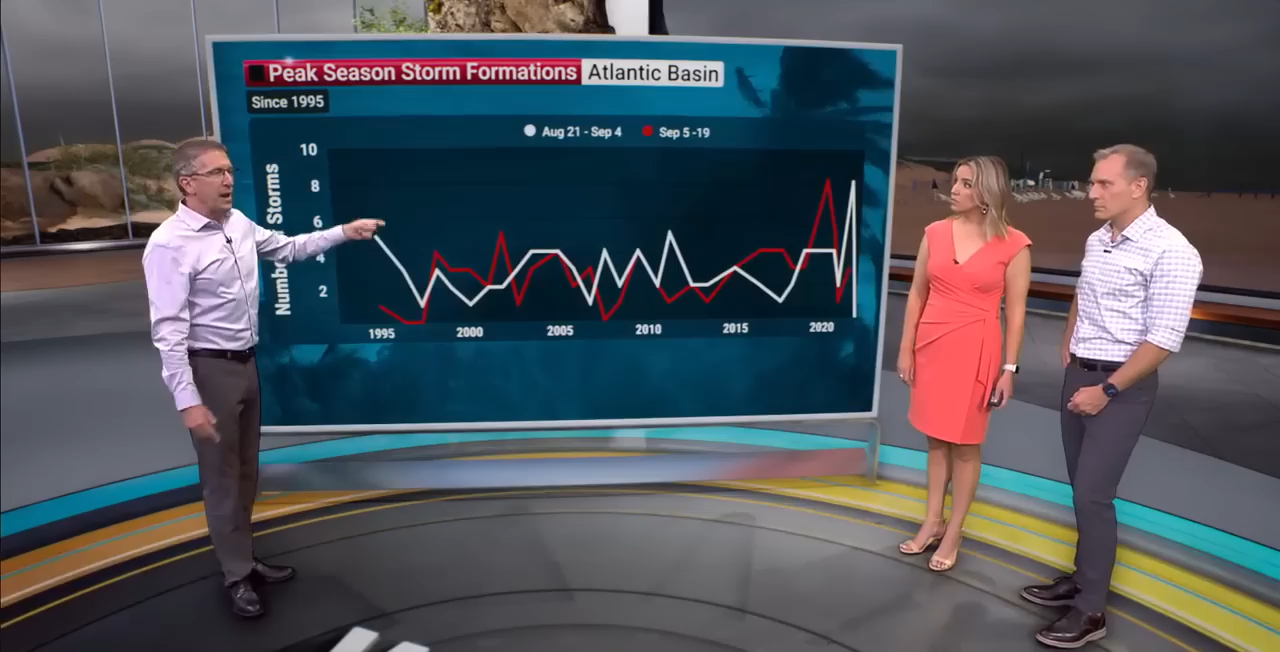 Peak Season Storm Formations Atlantic Basin
Since 1995
Aug 21 - Sep 4 Sep 5 -19
Storms
10
8
6
4
2
1995 2000 2005 2010 2015 2020